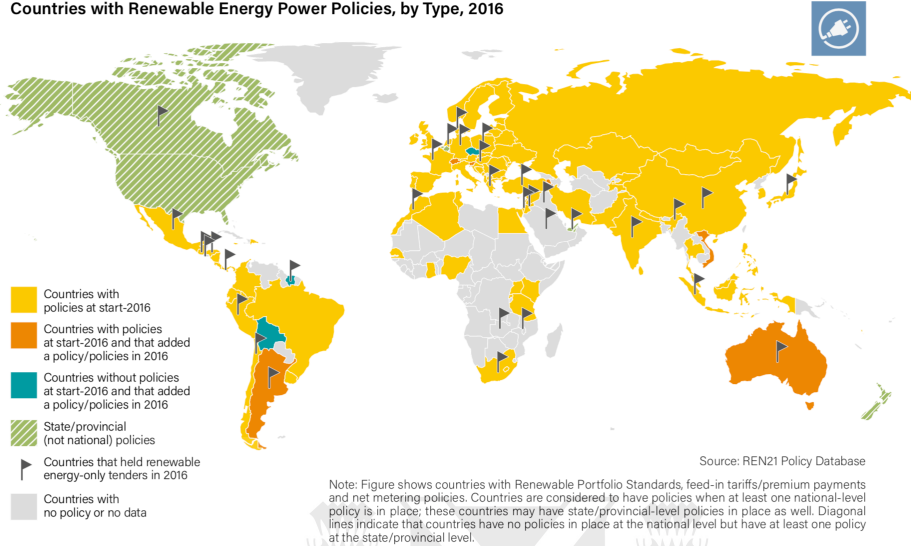 Countries with Renewable Energy Power Policies, by Type, 2016
Countries with
policies at start-2016
Countries with policies
at start-2016 and that added
a policy/policies in 2016
Countries without policies
at start-2016 and that added
a policy/policies in 2016
State/provincial
(not national) policies
Countries that held renewable
energy-only tenders in 2016
Countries with
no policy or no data
Source: REN21 Policy Database
Note: Figure shows countries with Renewable Portfolio Standards, feed-in tariffs/premium payments
and net metering policies. Countries are considered to have policies when at least one national-level
policy is in place; these countries may have state/provincial-level policies in place as well. Diagonal
lines indicate that countries have no policies in place at the national level but have at least one policy
at the state/provincial level.